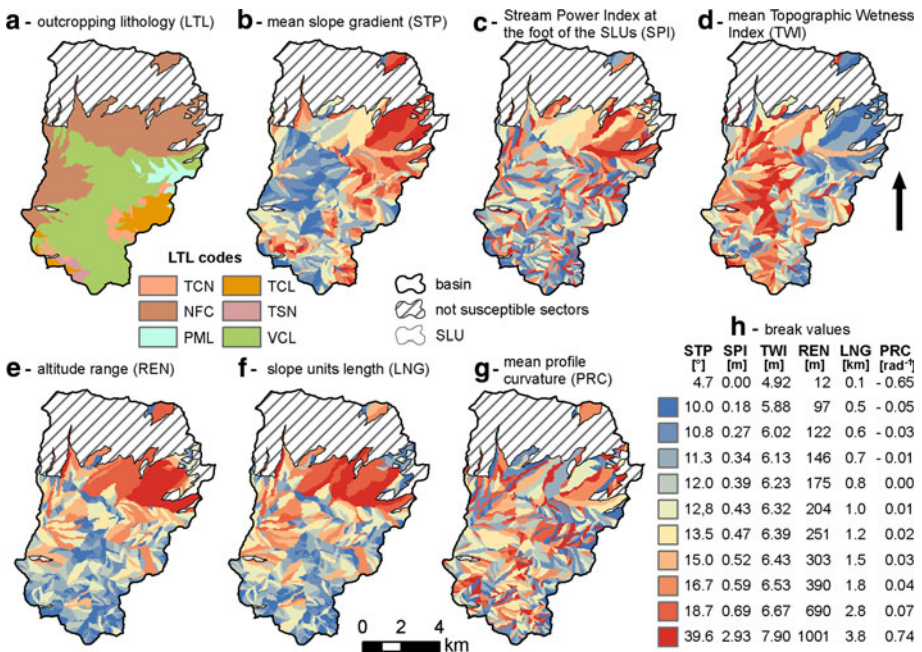 a - outcropping lithology (LTL)
b - mean slope gradient (STP)
c - Stream Power Index at
the foot of the SLUs (SPI)
d - mean Topographic Wetness
Index (TWI)
LTL codes
TCN
TCL
NFC
TSN
PML
VCL
basin
not susceptible sectors
SLU
e - altitude range (REN)
f - slope units length (LNG)
g - mean profile
curvature (PRC)
0 2 4
km
h - break values
STP SPI TWI REN LNG PRC
[°] [m] [m] [m] [km] [rad⁻¹]
4.7 0.00 4.92 12 0.1 - 0.65
10.0 0.18 5.88 97 0.5 - 0.05
10.8 0.27 6.02 122 0.6 - 0.03
11.3 0.34 6.13 146 0.7 - 0.01
12.0 0.39 6.23 175 0.8 0.00
12,8 0.43 6.32 204 1.0 0.01
13.5 0.47 6.39 251 1.2 0.02
15.0 0.52 6.43 303 1.5 0.03
16.7 0.59 6.53 390 1.8 0.04
18.7 0.69 6.67 690 2.8 0.07
39.6 2.93 7.90 1001 3.8 0.74